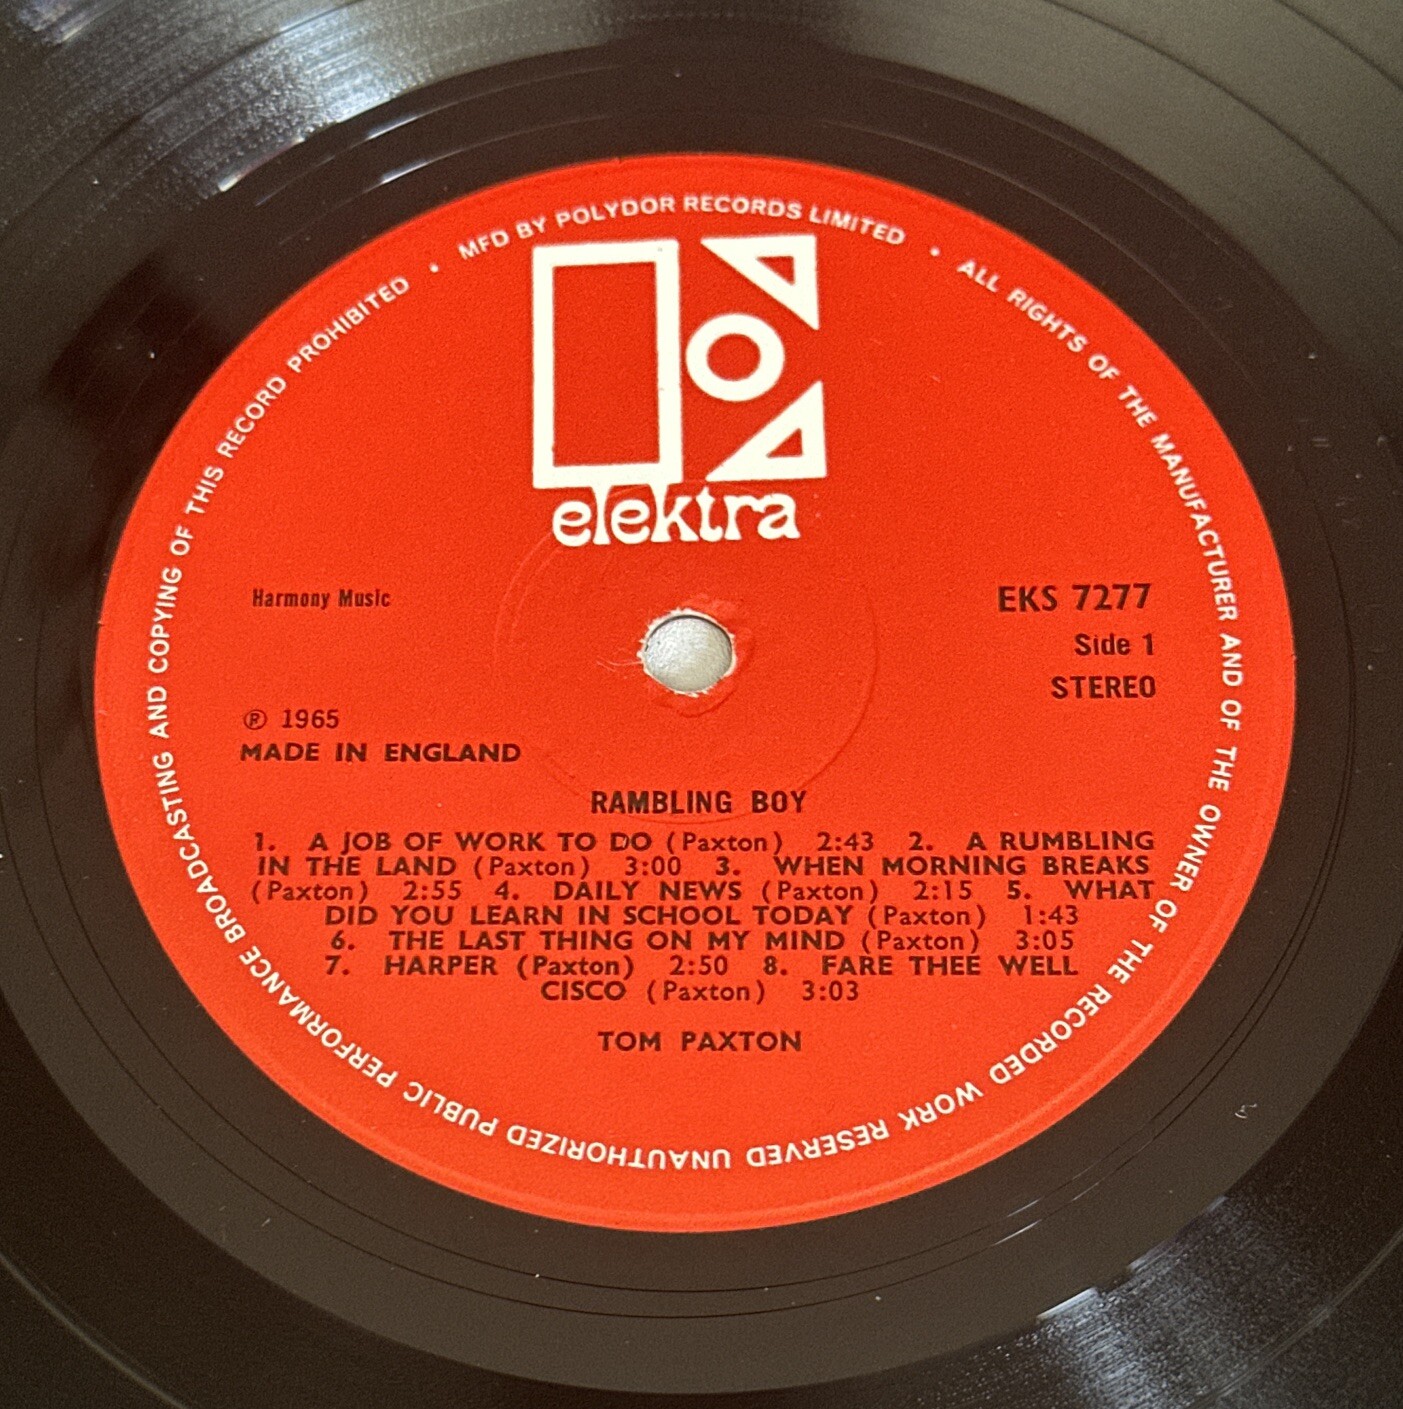 MFD BY POLYDOR RECORDS LIMITED • ALL RIGHTS OF THE MANUFACTURER AND OF THE OWNER OF THE RECORDED WORK RESERVED UNAUTHORIZED PUBLIC PERFORMANCE BROADCASTING AND COPYING OF THIS RECORD PROHIBITED •
elektra
Harmony Music
EKS 7277
Side 1
STEREO
℗ 1965
MADE IN ENGLAND
RAMBLING BOY
1. A JOB OF WORK TO DO (Paxton) 2:43 2. A RUMBLING
IN THE LAND (Paxton) 3:00 3. WHEN MORNING BREAKS
(Paxton) 2:55 4. DAILY NEWS (Paxton) 2:15 5. WHAT
DID YOU LEARN IN SCHOOL TODAY (Paxton) 1:43
6. THE LAST THING ON MY MIND (Paxton) 3:05
7. HARPER (Paxton) 2:50 8. FARE THEE WELL
CISCO (Paxton) 3:03
TOM PAXTON